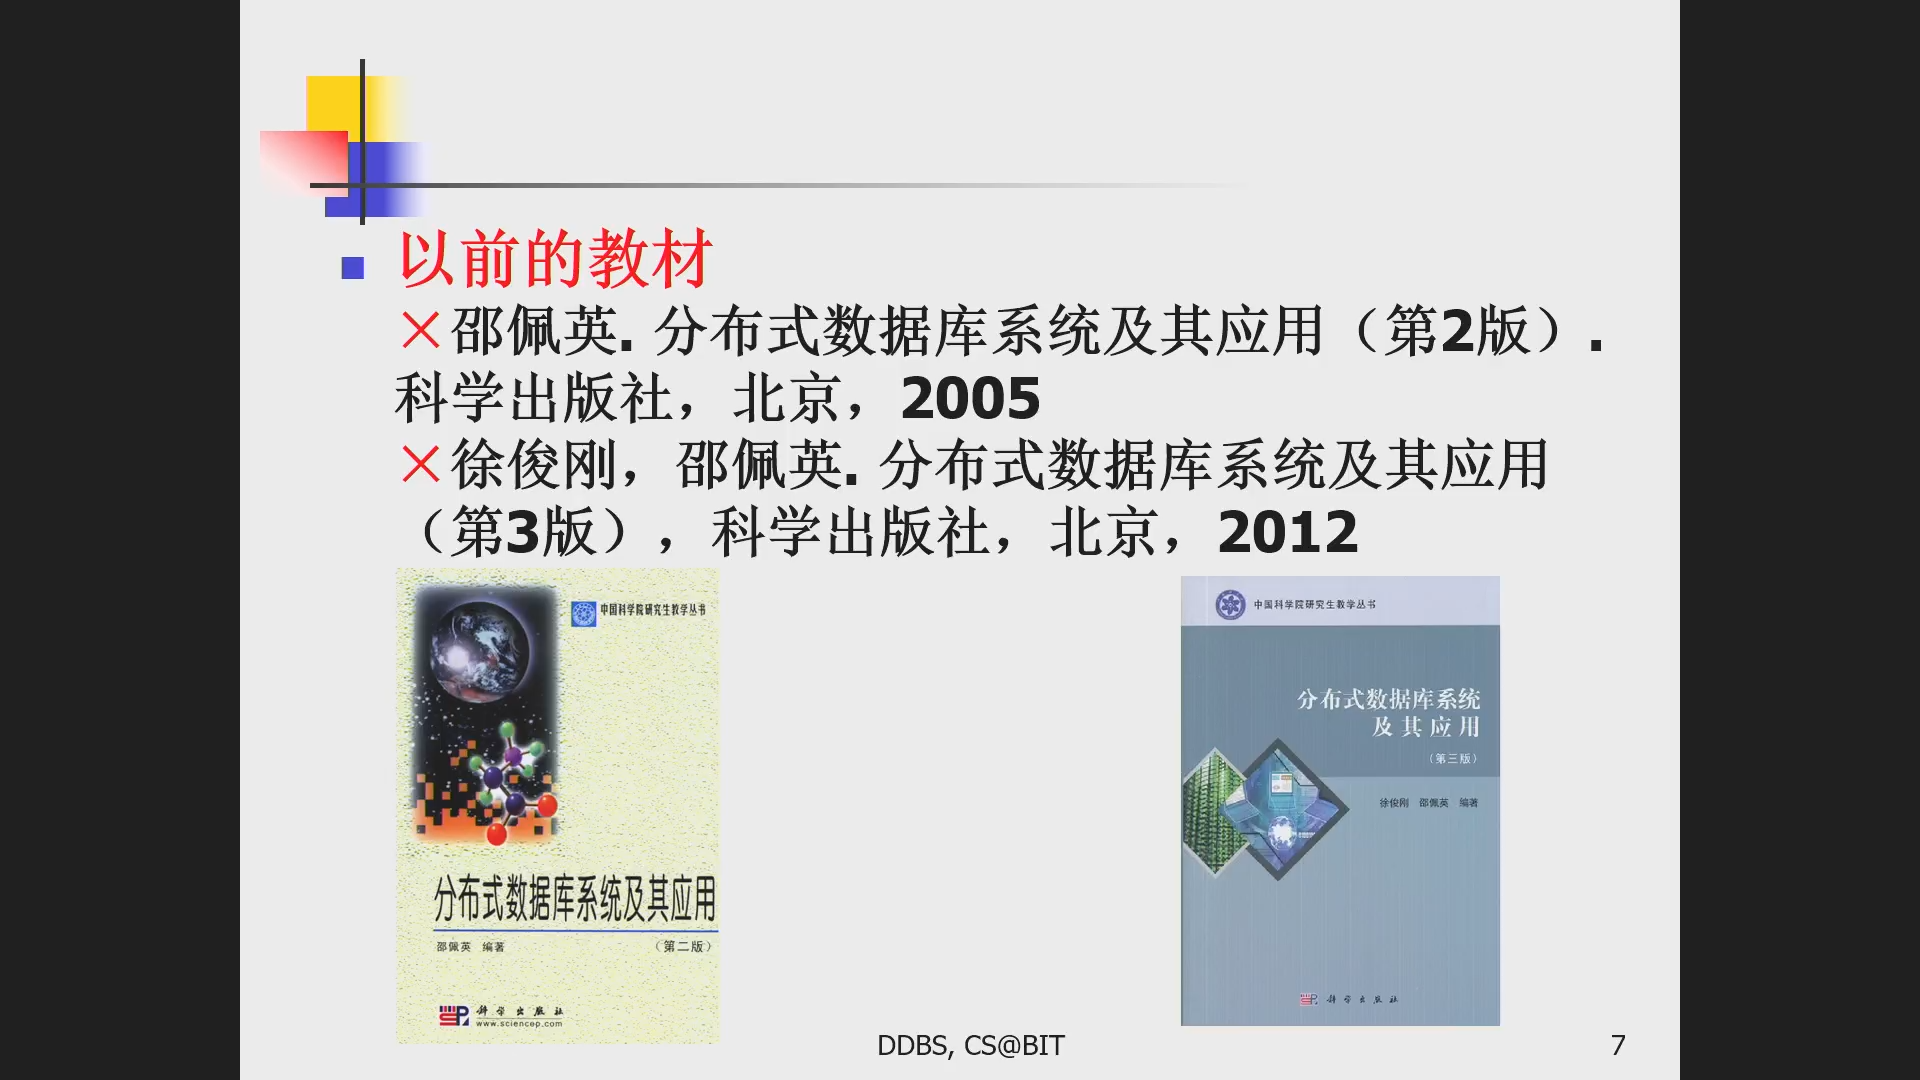 以前的教材
×邵佩英. 分布式数据库系统及其应用（第2版）.
科学出版社，北京，2005
×徐俊刚，邵佩英. 分布式数据库系统及其应用
（第3版），科学出版社，北京，2012
中国科学院研究生教学丛书
分布式数据库系统及其应用
邵佩英 编著 （第二版）
科学出版社
www.sciencep.com
中国科学院研究生教学丛书
分布式数据库系统
及其应用
（第三版）
徐俊刚 邵佩英 编著
科学出版社
DDBS, CS@BIT
7